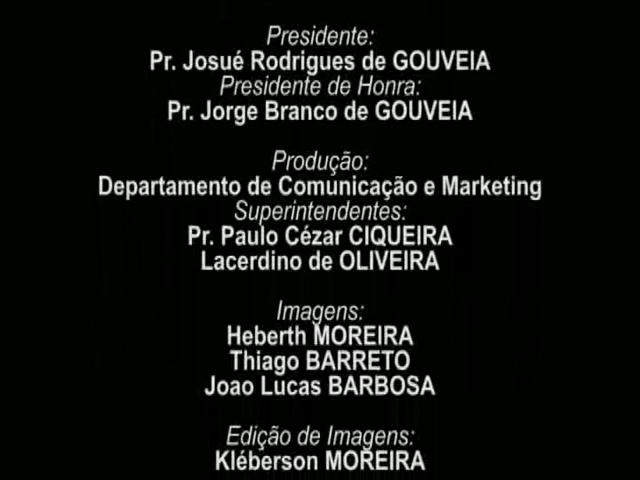 Presidente:
Pr. Josué Rodrigues de GOUVEIA
Presidente de Honra:
Pr. Jorge Branco de GOUVEIA
Produção:
Departamento de Comunicação e Marketing
Superintendentes:
Pr. Paulo Cézar CIQUEIRA
Lacerdino de OLIVEIRA
Imagens:
Heberth MOREIRA
Thiago BARRETO
Joao Lucas BARBOSA
Edição de Imagens:
Kléberson MOREIRA